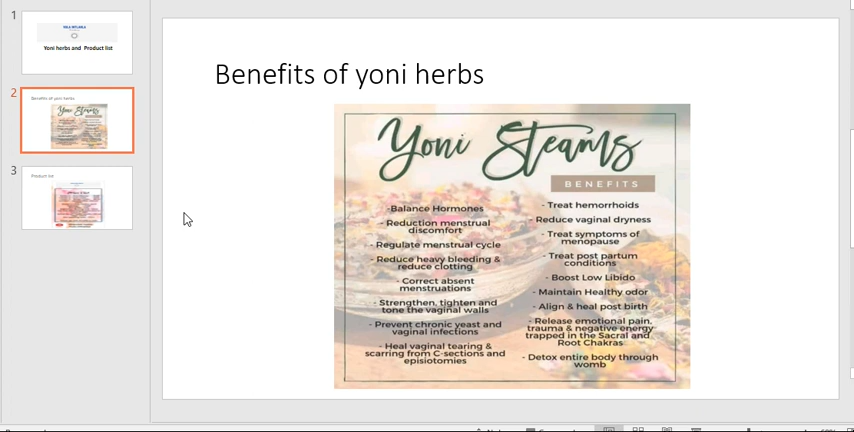 1
Yoni herbs and Product list
2
Benefits of yoni herbs
Yoni Steams
3
Product list
Benefits of yoni herbs
Yoni Steams
BENEFITS
-Balance Hormones
- Reduction menstrual
discomfort
- Regulate menstrual cycle
- Reduce heavy bleeding &
reduce clotting
- Correct absent
menstruations
- Strengthen, tighten and
tone the vaginal walls
- Prevent chronic yeast and
vaginal infections
- Heal vaginal tearing &
scarring from C-sections and
episiotomies
- Treat hemorrhoids
- Reduce vaginal dryness
- Treat symptoms of
menopause
- Treat post partum
conditions
- Boost Low Libido
- Maintain Healthy odor
- Align & heal post birth
- Release emotional pain,
trauma & negative energy
trapped in the Sacral and
Root Chakras
- Detox entire body through
womb